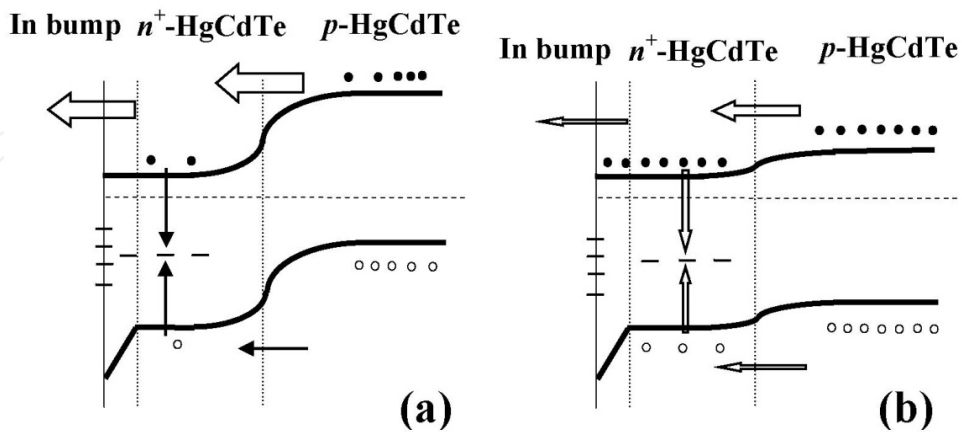 In bump n⁺-HgCdTe p-HgCdTe
(a)
In bump n⁺-HgCdTe p-HgCdTe
(b)